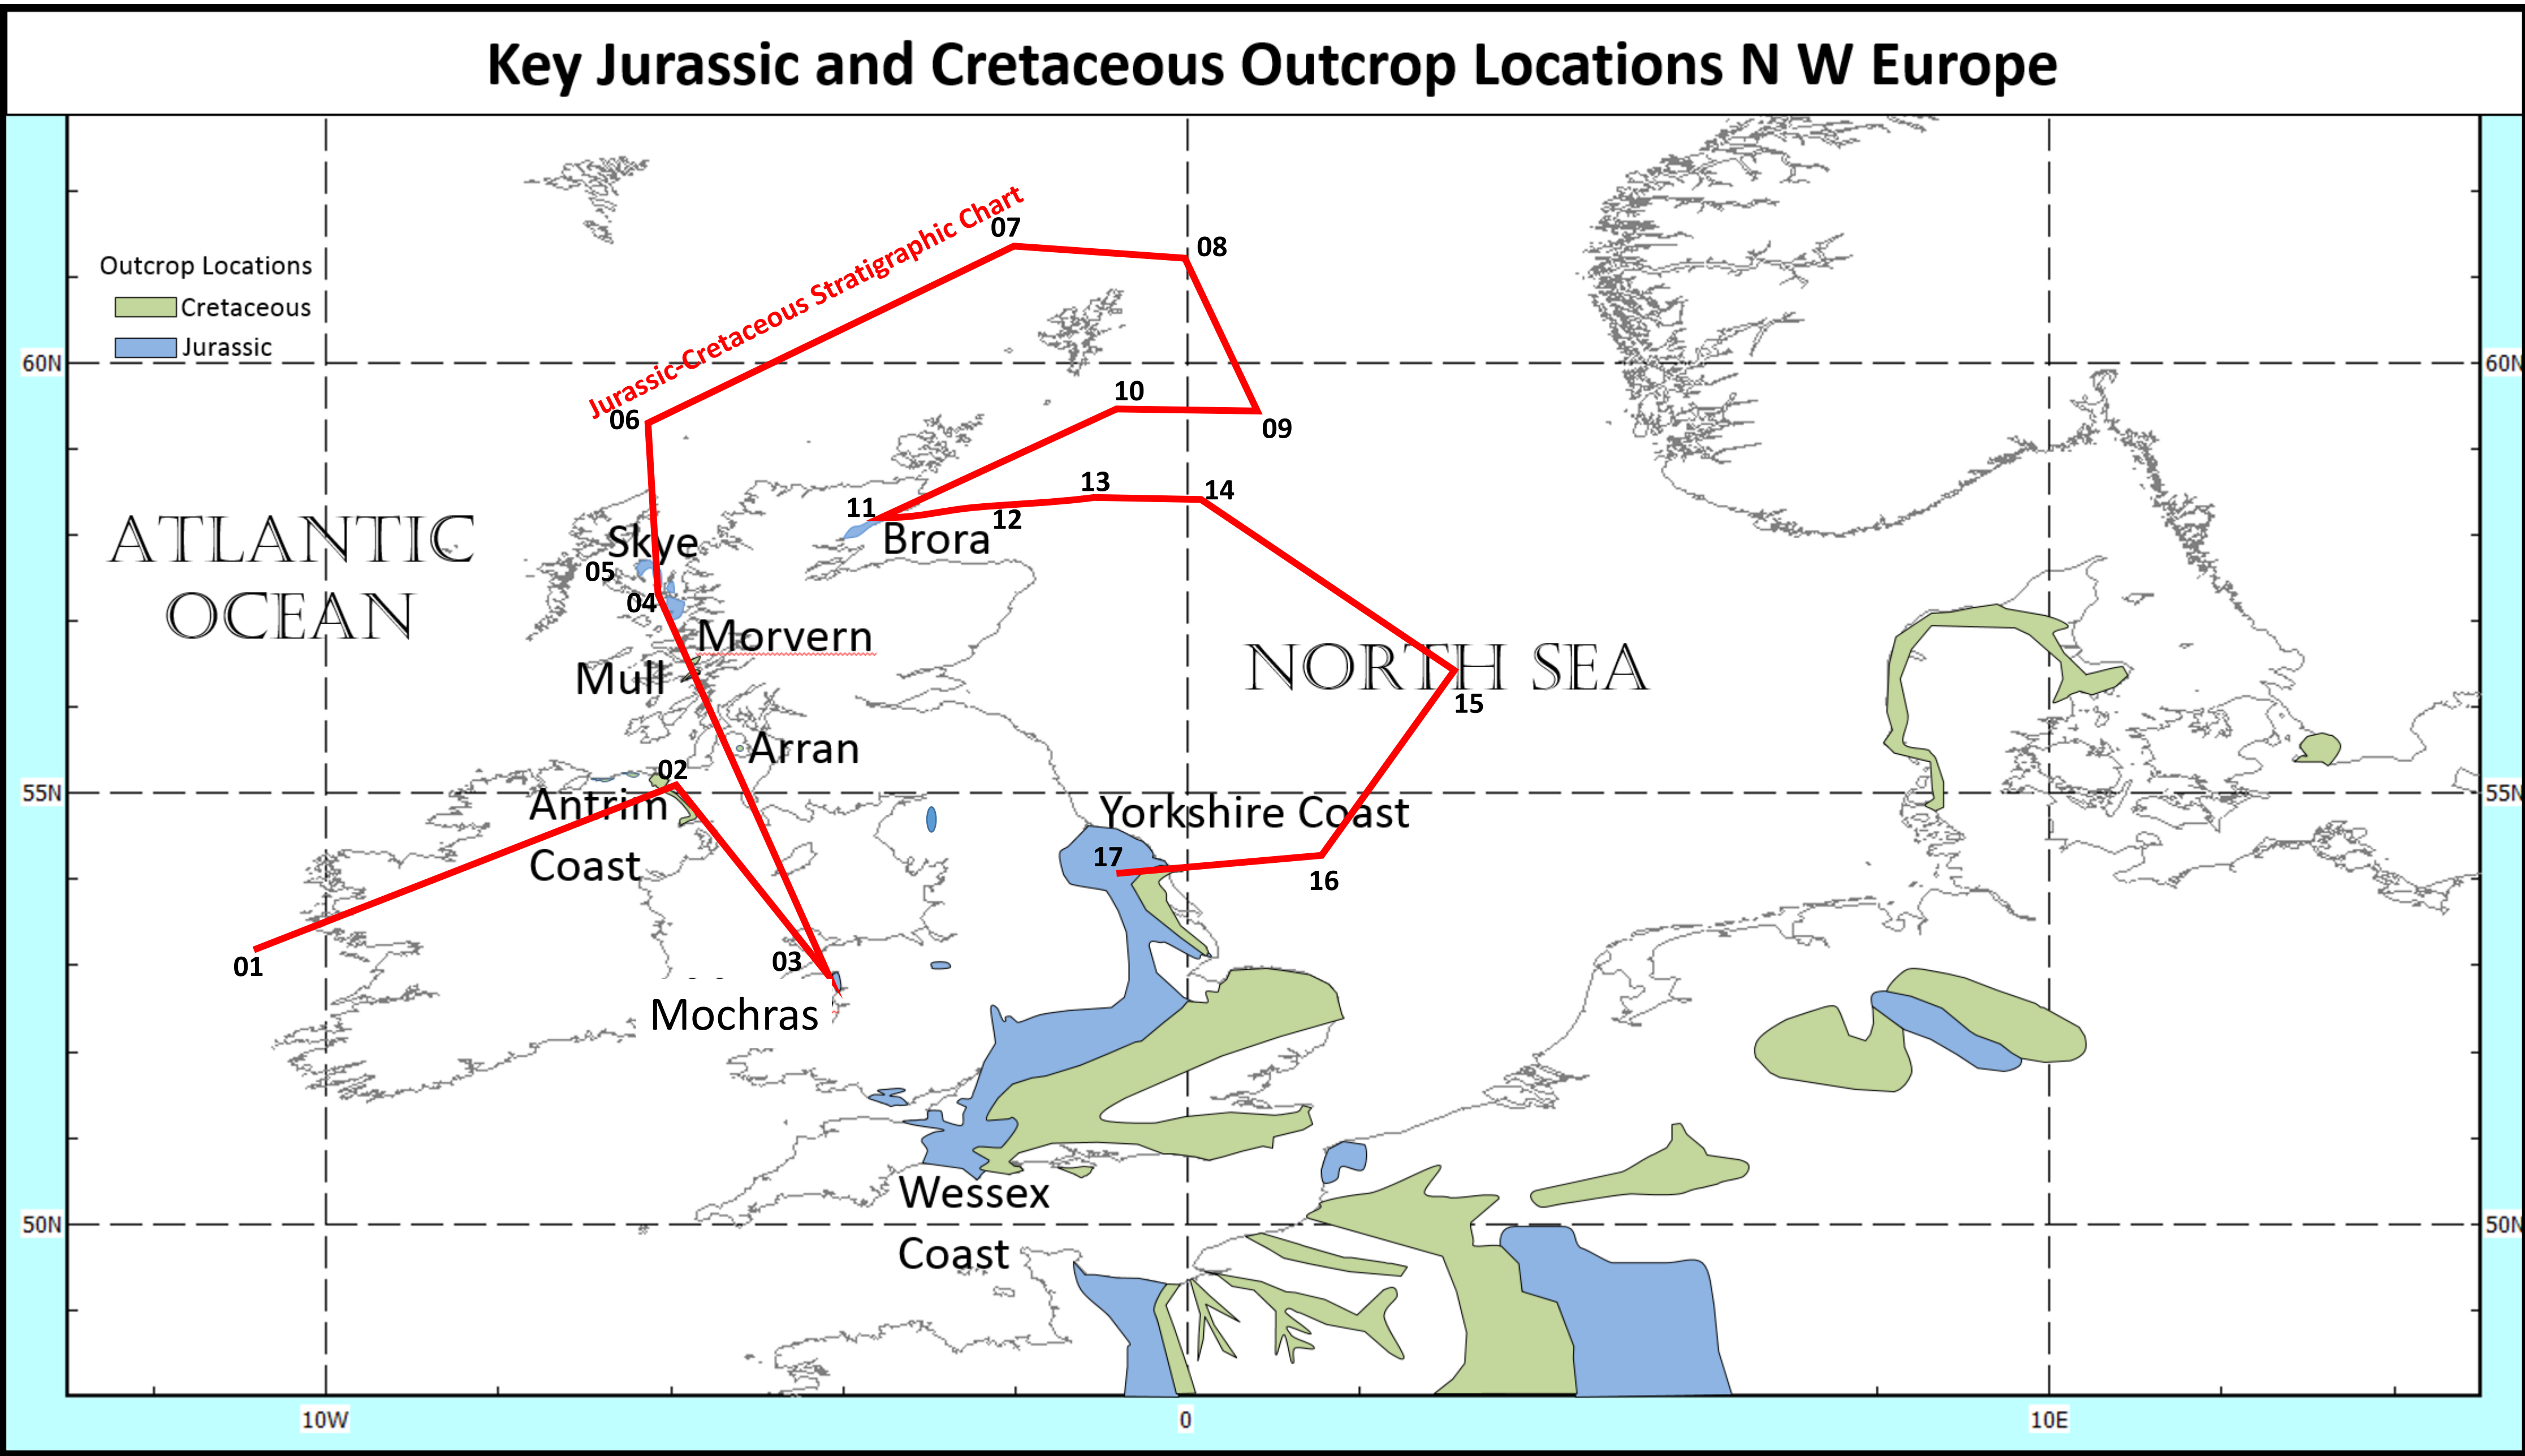 Key Jurassic and Cretaceous Outcrop Locations N W Europe
Jurassic-Cretaceous Stratigraphic Chart
07
08
Outcrop Locations
Cretaceous
Jurassic
60N
60N
06
10
09
13
14
11
12
Brora
ATLANTIC
OCEAN
Skye
05
04
Morvern
Mull
NORTH SEA
15
Arran
02
55N
55N
Antrim
Coast
Yorkshire Coast
17
16
01
03
Mochras
Wessex
Coast
50N
50N
10W
0
10E